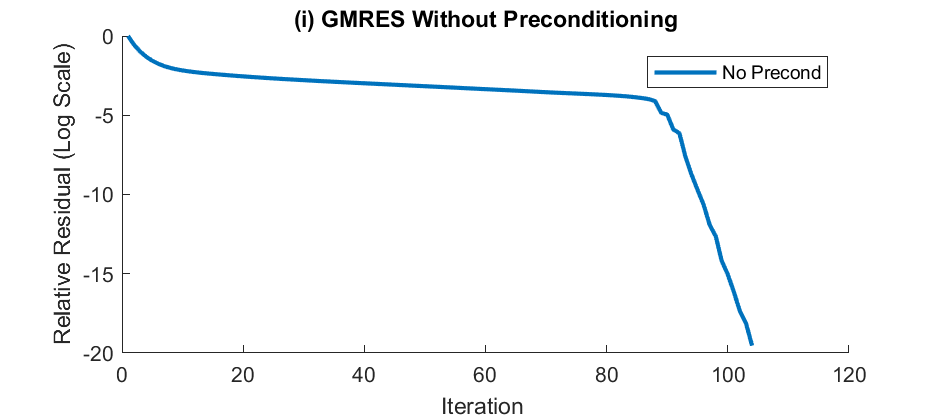 (i) GMRES Without Preconditioning
Relative Residual (Log Scale)
0
-5
-10
-15
-20
No Precond
0 20 40 60 80 100 120
Iteration